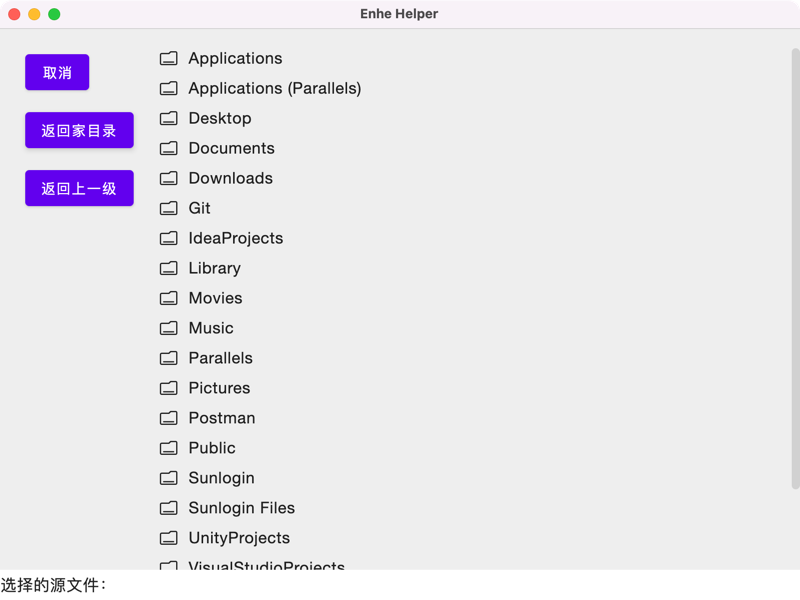 Enhe Helper
取消
返回家目录
返回上一级
Applications
Applications (Parallels)
Desktop
Documents
Downloads
Git
IdeaProjects
Library
Movies
Music
Parallels
Pictures
Postman
Public
Sunlogin
Sunlogin Files
UnityProjects
VisualStudioProjects
选择的源文件：